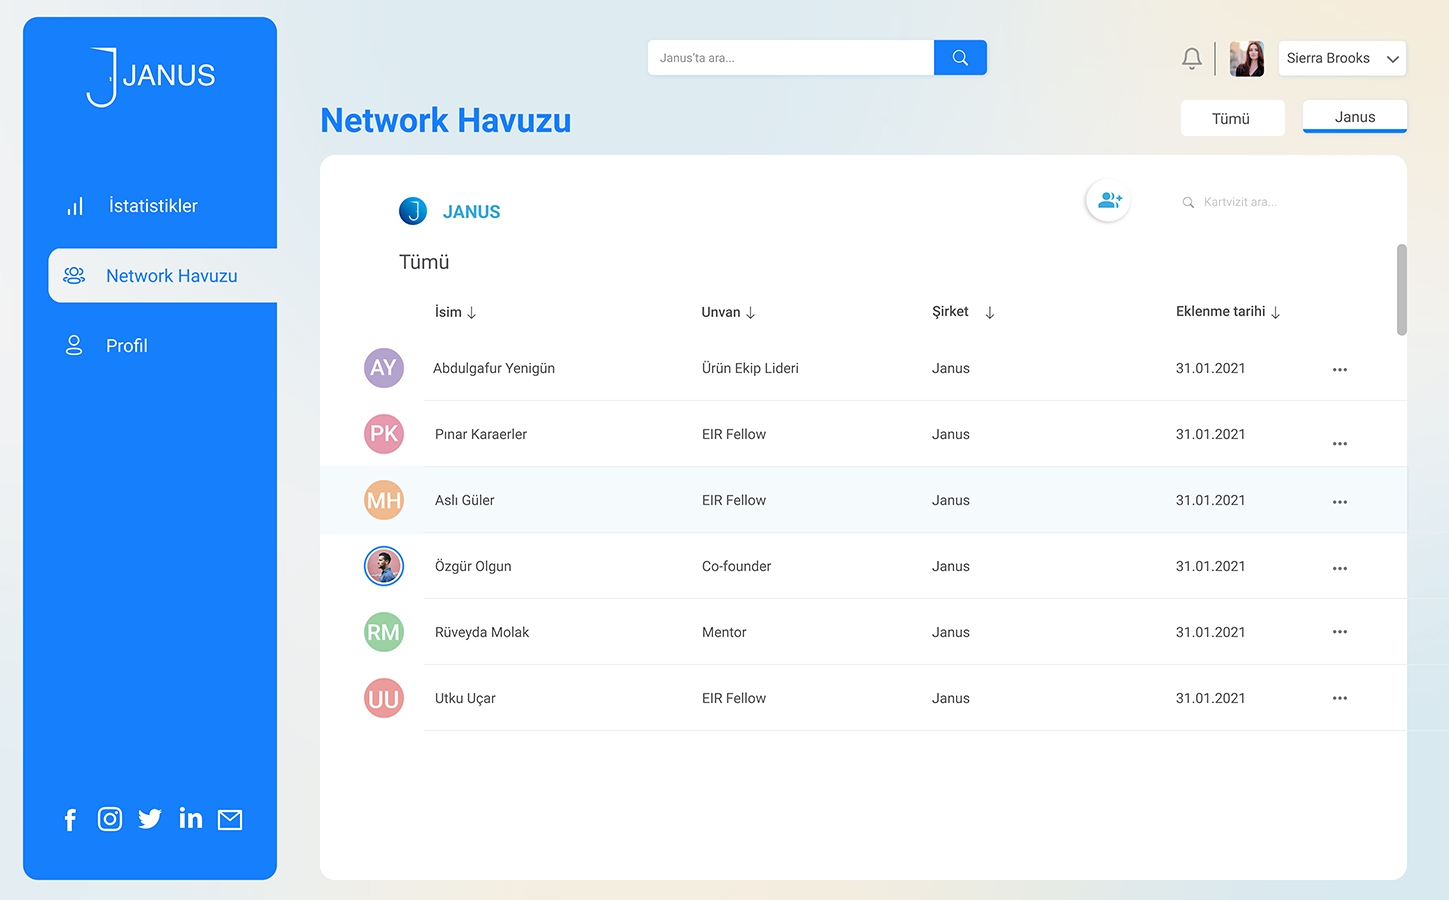 JANUS
Janus'ta ara...
Sierra Brooks
Network Havuzu
Tümü
Janus
İstatistikler
Network Havuzu
Profil
JANUS
Kartvizit ara...
Tümü
İsim ↓ Unvan ↓ Şirket ↓ Eklenme tarihi ↓
AY Abdulgafur Yenigün Ürün Ekip Lideri Janus 31.01.2021 ...
PK Pınar Karaerler EIR Fellow Janus 31.01.2021 ...
MH Aslı Güler EIR Fellow Janus 31.01.2021 ...
Özgür Olgun Co-founder Janus 31.01.2021 ...
RM Rüveyda Molak Mentor Janus 31.01.2021 ...
UU Utku Uçar EIR Fellow Janus 31.01.2021 ...